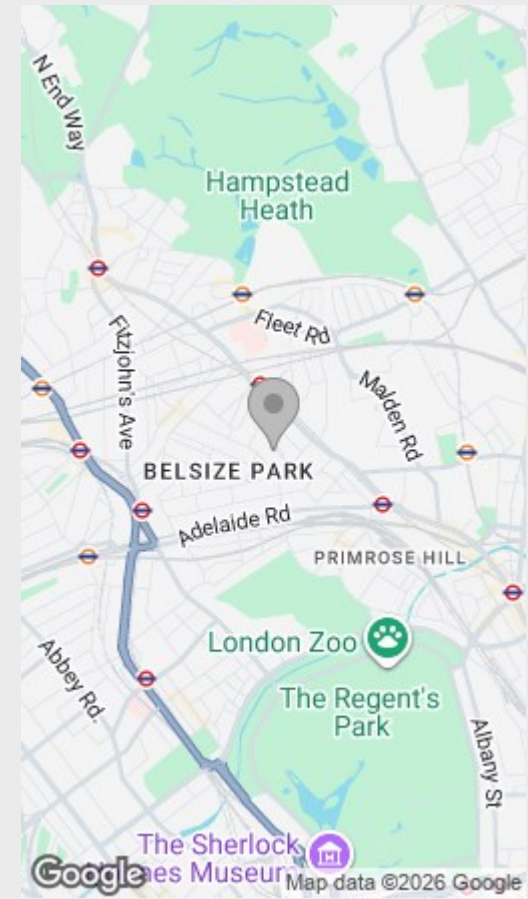 N End Way
Hampstead
Heath
Fleet Rd
Fitzjohn's Ave
Malden Rd
BELSIZE PARK
Adelaide Rd
PRIMROSE HILL
London Zoo
Abbey Rd.
The Regent's
Park
Albany St
The Sherlock
mes Museum
Google
Map data ©2026 Google